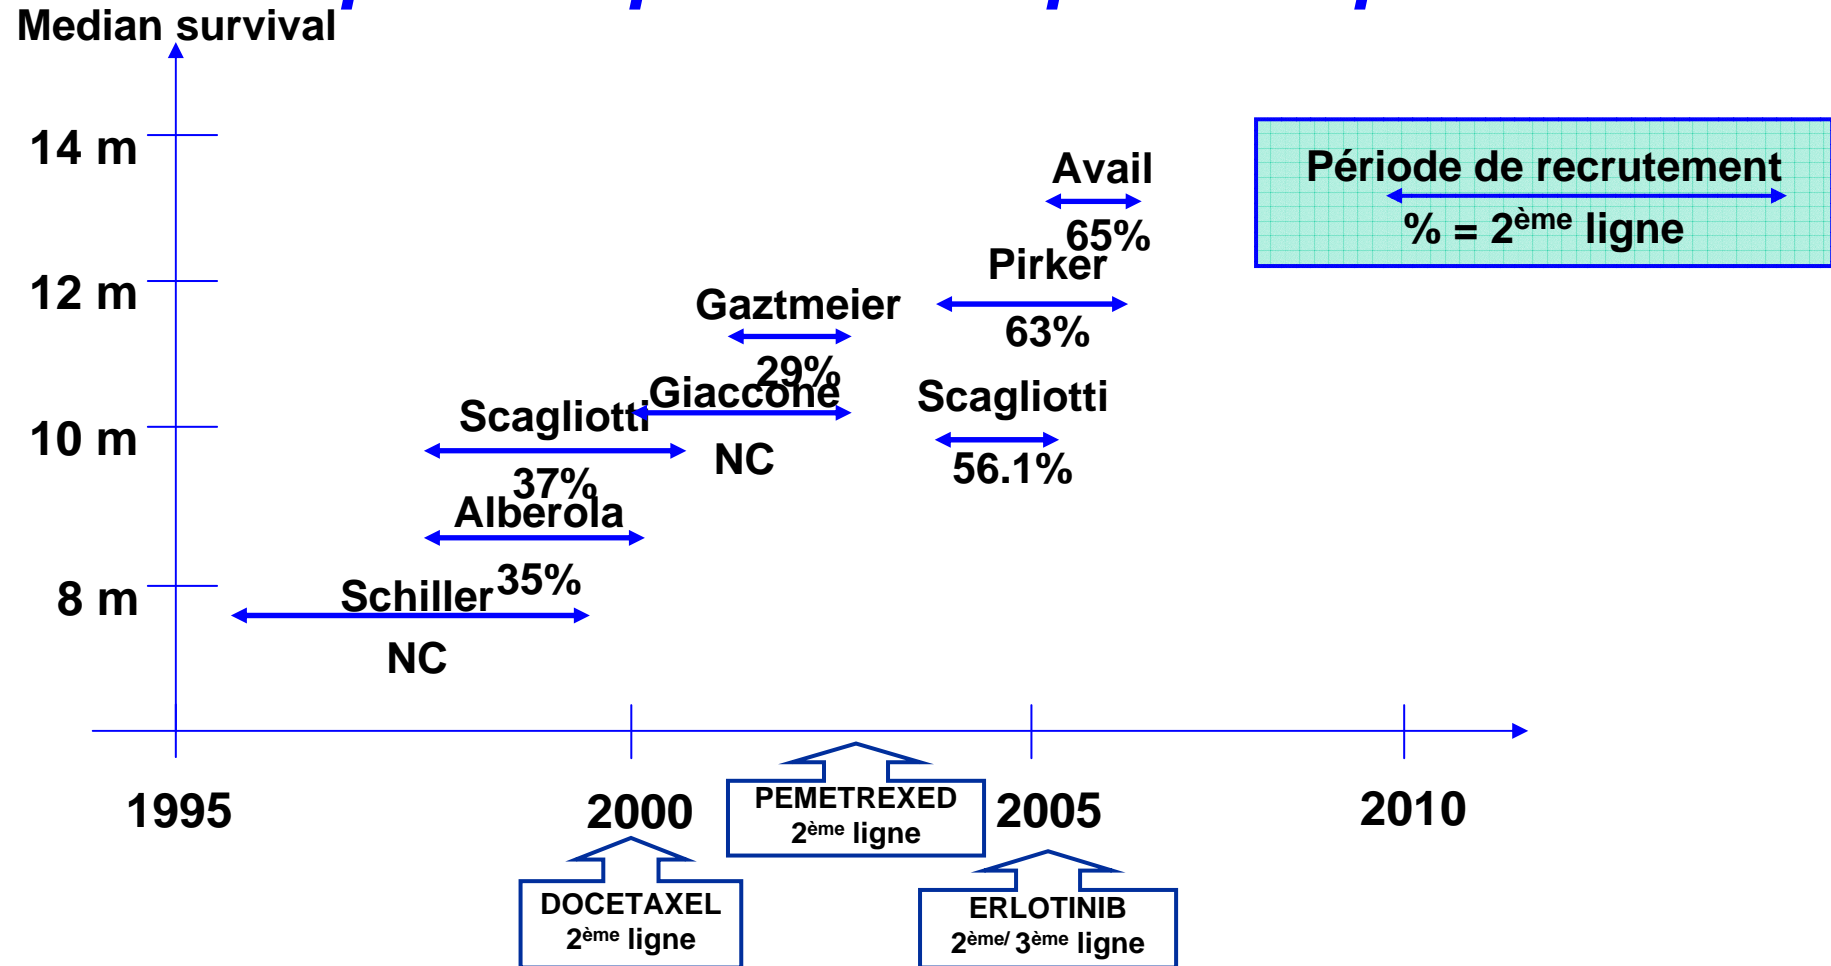 Median survival
14 m
12 m
10 m
8 m
Avail
65%
Pirker
63%
Gaztmeier
29%
Giaccone
NC
Scagliotti
56.1%
Scagliotti
37%
Alberola
35%
Schiller
NC
Période de recrutement
% = 2ème ligne
1995
2000
2005
2010
PEMETREXED
2ème ligne
DOCETAXEL
2ème ligne
ERLOTINIB
2ème/ 3ème ligne